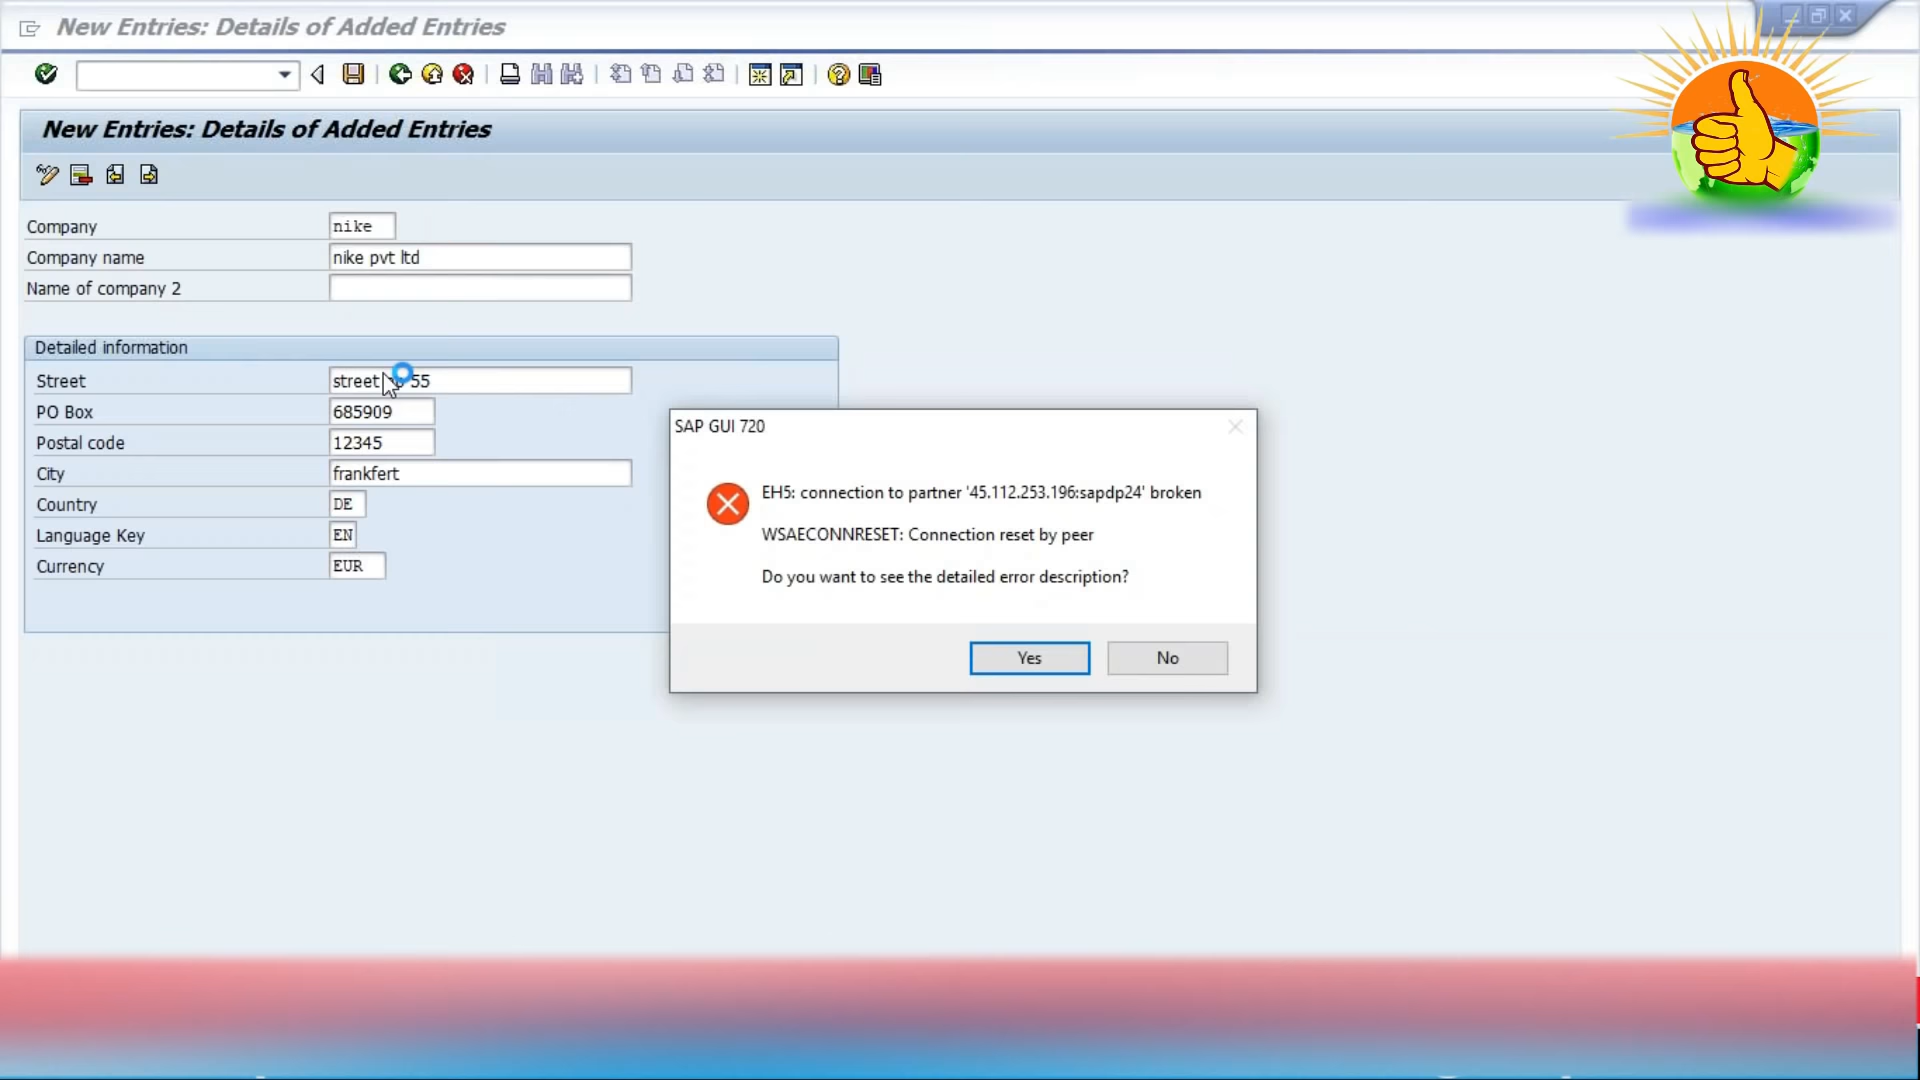 New Entries: Details of Added Entries
New Entries: Details of Added Entries
Company nike
Company name nike pvt ltd
Name of company 2
Detailed information
Street street 55
PO Box 685909
Postal code 12345
City frankfert
Country DE
Language Key EN
Currency EUR
SAP GUI 720
EH5: connection to partner '45.112.253.196:sapdp24' broken
WSAECONNRESET: Connection reset by peer
Do you want to see the detailed error description?
Yes No